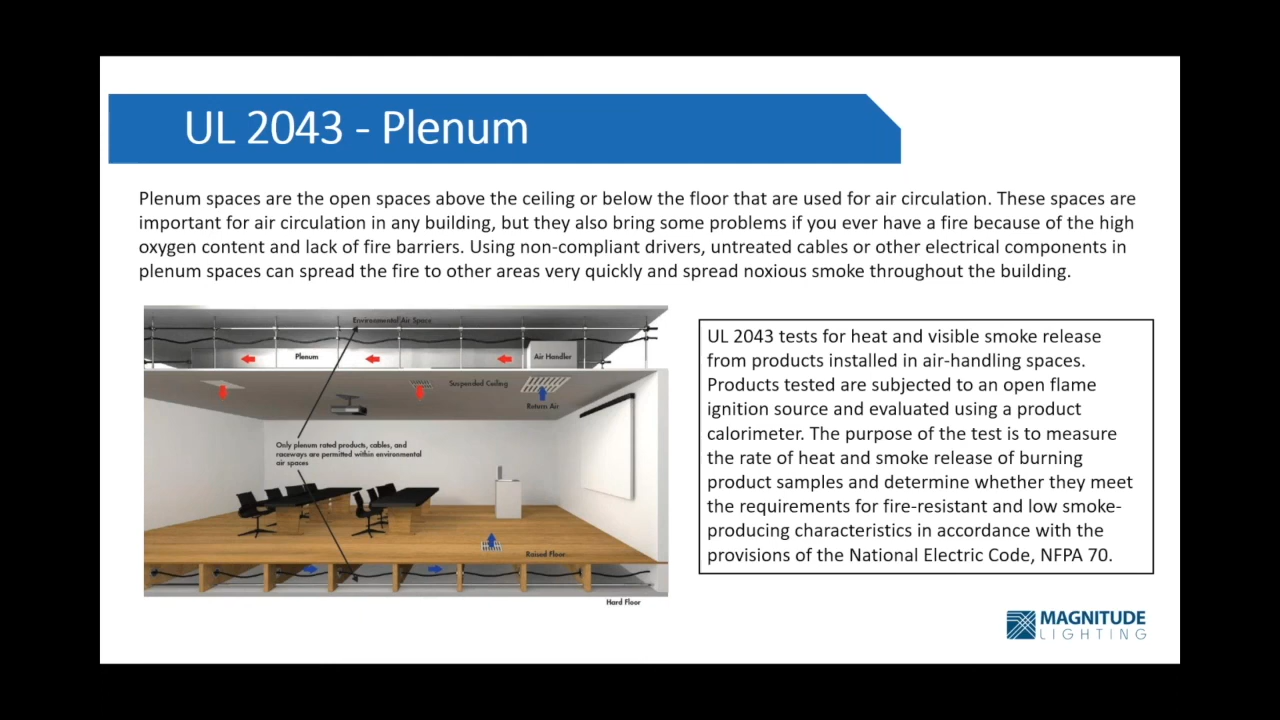 UL 2043 - Plenum
Plenum spaces are the open spaces above the ceiling or below the floor that are used for air circulation. These spaces are
important for air circulation in any building, but they also bring some problems if you ever have a fire because of the high
oxygen content and lack of fire barriers. Using non-compliant drivers, untreated cables or other electrical components in
plenum spaces can spread the fire to other areas very quickly and spread noxious smoke throughout the building.
Environmental Air Space
Plenum
Air Handler
Suspended Ceiling
Return Air
Only plenum rated products, cables, and
raceways are permitted within environmental
air spaces
Raised Floor
Hard Floor
UL 2043 tests for heat and visible smoke release
from products installed in air-handling spaces.
Products tested are subjected to an open flame
ignition source and evaluated using a product
calorimeter. The purpose of the test is to measure
the rate of heat and smoke release of burning
product samples and determine whether they meet
the requirements for fire-resistant and low smoke-
producing characteristics in accordance with the
provisions of the National Electric Code, NFPA 70.
MAGNITUDE
LIGHTING